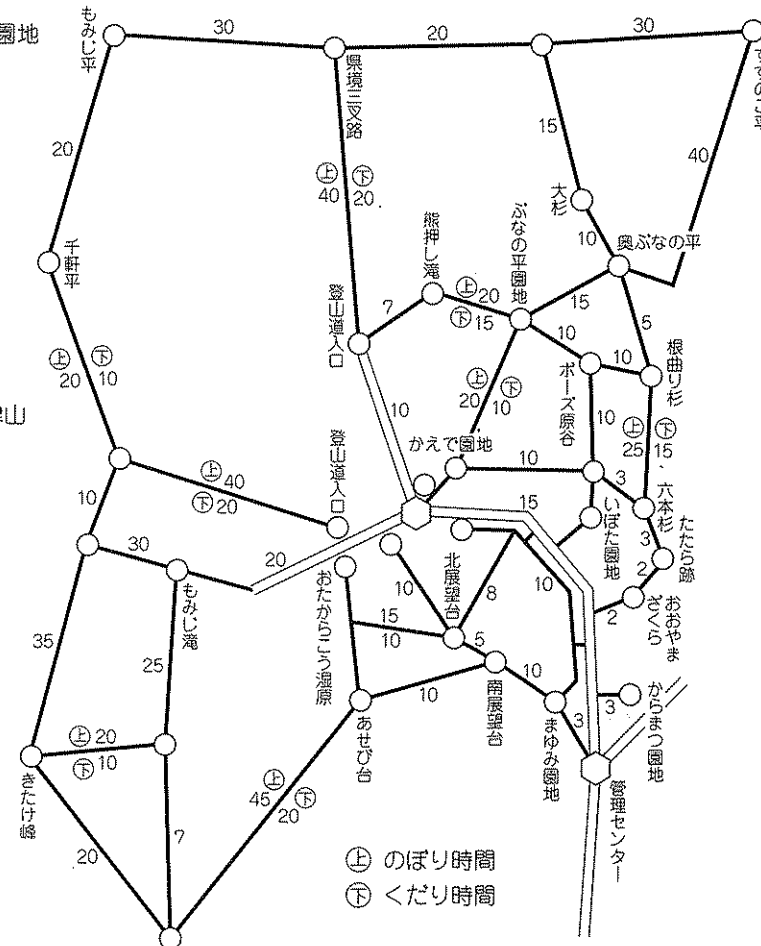 園地
もみじ平
30
20
30
すずのこ平
県境三叉路
15
40
20
上
40
下
20
大杉
10
奥ぶなの平
千軒平
熊押し滝
ぶなの平園地
上 20
下 15
15
7
5
登山道入口
10
10
根曲り杉
ポーズ原谷
上
20
下
10
10
上
20
下
10
10
上
25
下
15
六本杉
かえで園地
10
登山道入口
上 40
下 20
3
いぼた園地
15
3
たたら跡
2
10
30
20
10
おおやま
ざくら
2
もみじ滝
おたからこう湿原
10
北展望台
8
15
10
5
35
25
10
南展望台
10
からまつ園地
3
3
あせび台
まゆみ園地
上 20
下 10
きたけ峰
上
45
下
20
管理センター
7
20
上 のぼり時間
下 くだり時間